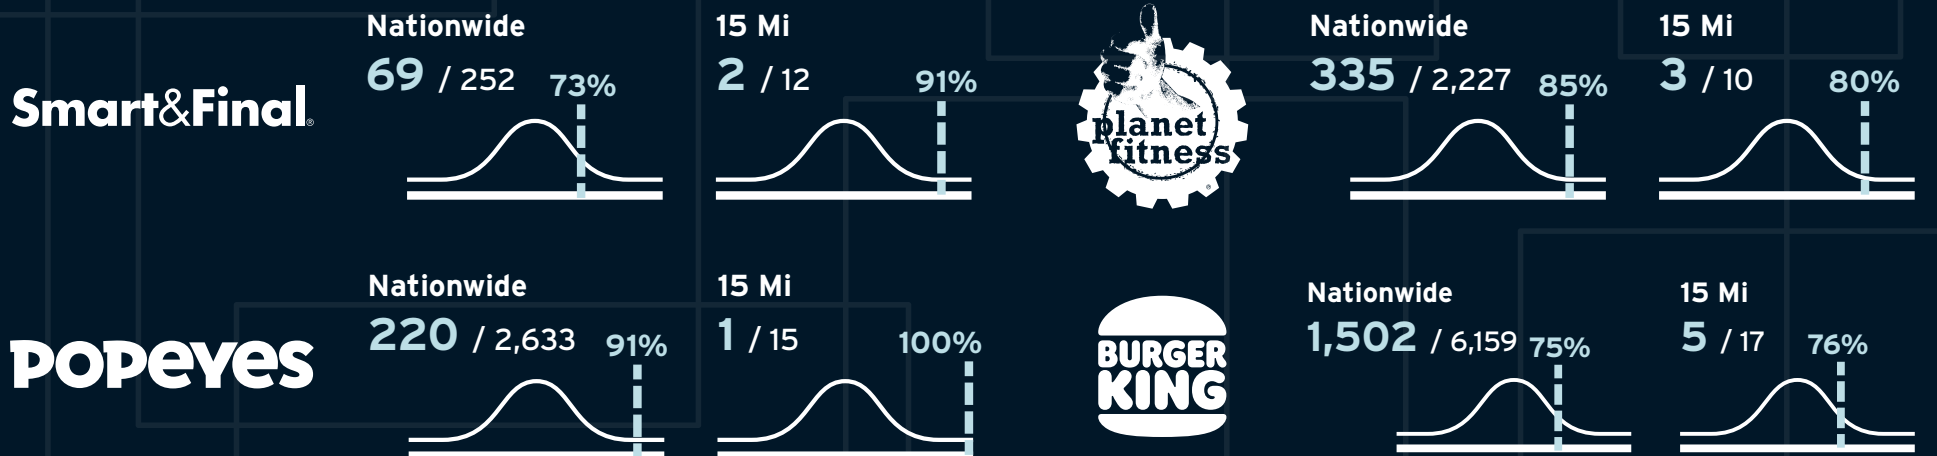 Smart&Final®
Nationwide
69 / 252
73%
15 Mi
2 / 12
91%
planet
fitness®
Nationwide
335 / 2,227
85%
15 Mi
3 / 10
80%
POPEYES
Nationwide
220 / 2,633
91%
15 Mi
1 / 15
100%
BURGER
KING
Nationwide
1,502 / 6,159
75%
15 Mi
5 / 17
76%